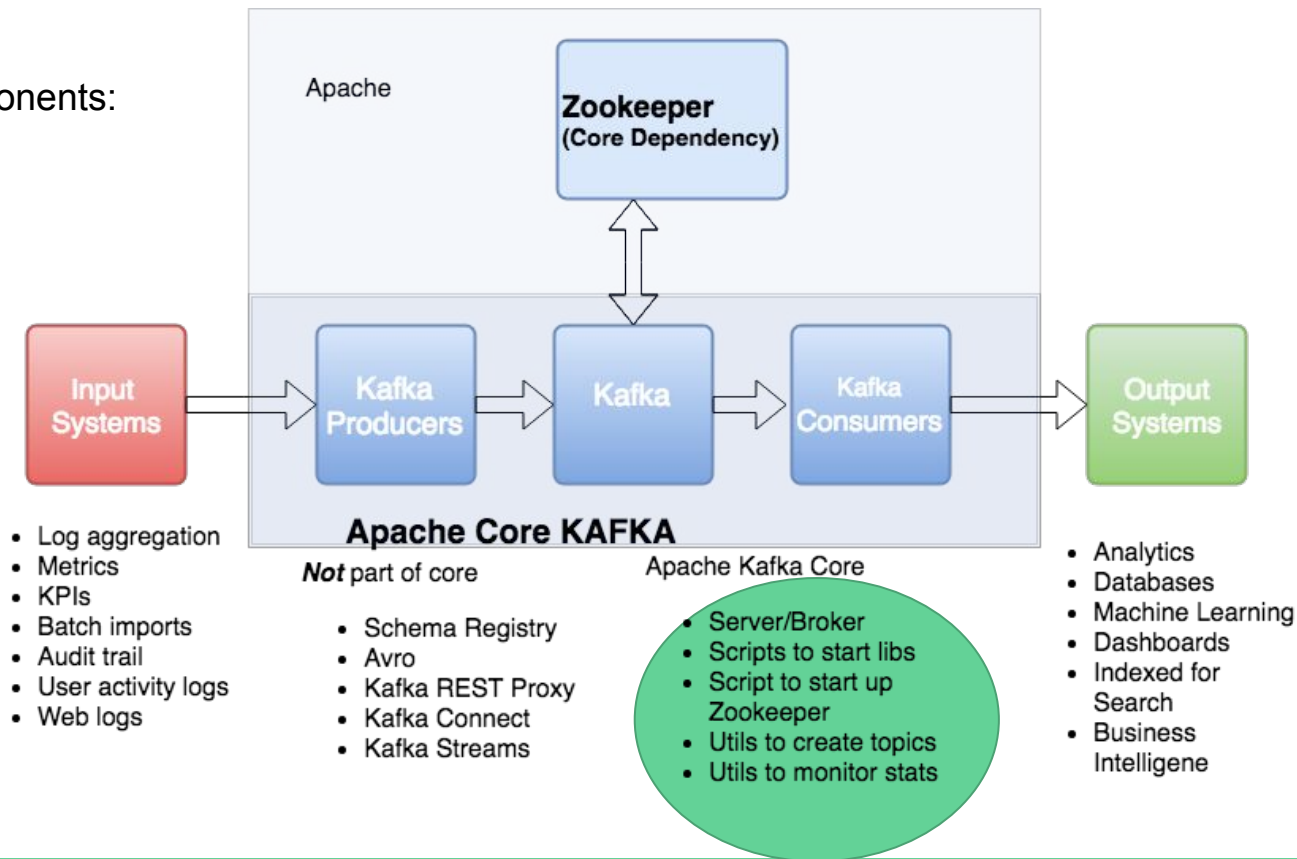 onents:
Apache
Zookeeper
(Core Dependency)
Input
Systems
Kafka
Producers
Kafka
Kafka
Consumers
Output
Systems
Apache Core KAFKA
• Log aggregation
• Metrics
• KPIs
• Batch imports
• Audit trail
• User activity logs
• Web logs
Not part of core
• Schema Registry
• Avro
• Kafka REST Proxy
• Kafka Connect
• Kafka Streams
Apache Kafka Core
• Server/Broker
• Scripts to start libs
• Script to start up
Zookeeper
• Utils to create topics
• Utils to monitor stats
• Analytics
• Databases
• Machine Learning
• Dashboards
• Indexed for
Search
• Business
Intelligene